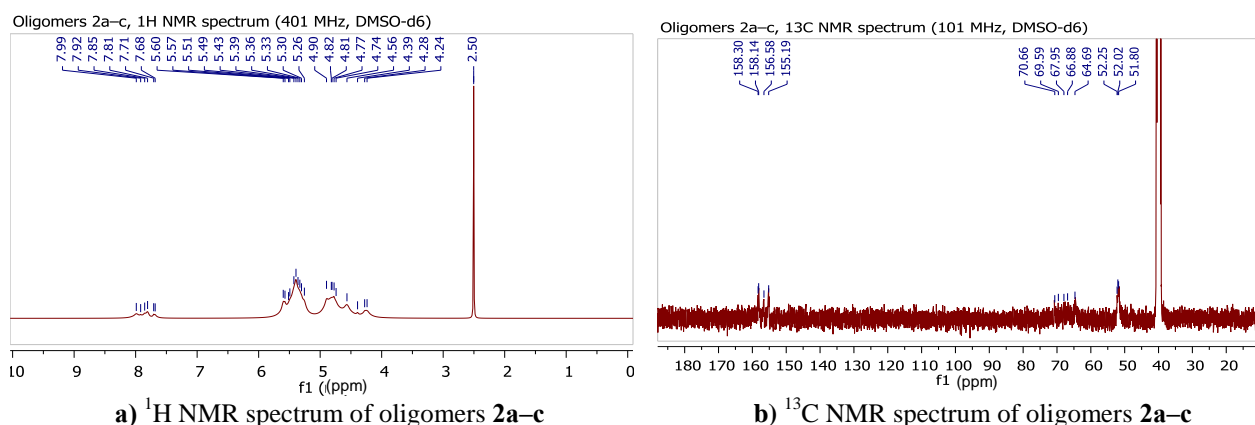 Oligomers 2a–c, 1H NMR spectrum (401 MHz, DMSO-d6)
7.99 7.92 7.85 7.81 7.71 7.68 5.60 5.57 5.51 5.49 5.43 5.39 5.36 5.33 5.30 5.26 4.90 4.82 4.81 4.77 4.74 4.56 4.39 4.28 4.24 2.50
10 9 8 7 6 5 4 3 2 1 0
f1 ((ppm)
a) ¹H NMR spectrum of oligomers 2a–c
Oligomers 2a–c, 13C NMR spectrum (101 MHz, DMSO-d6)
158.30 158.14 156.58 155.19 70.66 69.59 67.95 66.88 64.69 52.25 52.02 51.80
180 170 160 150 140 130 120 110 100 90 80 70 60 50 40 30 20
f1 (ppm)
b) ¹³C NMR spectrum of oligomers 2a–c